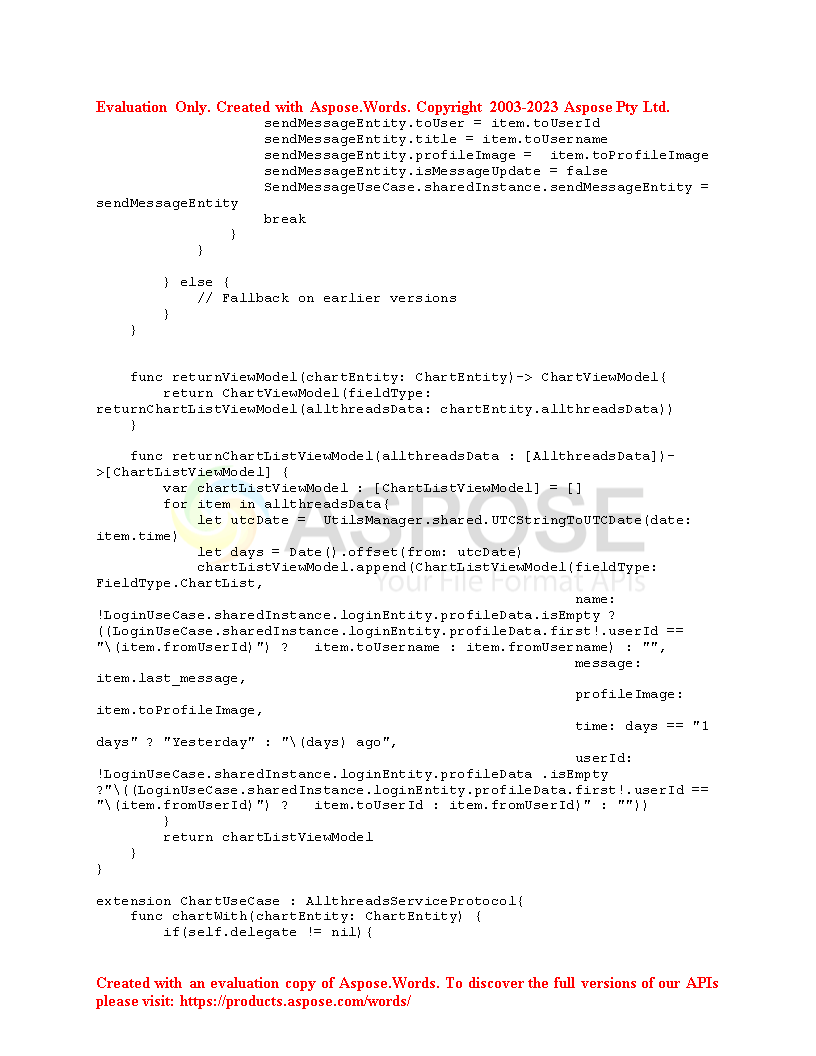 Evaluation Only. Created with Aspose.Words. Copyright 2003-2023 Aspose Pty Ltd.
                    sendMessageEntity.toUser = item.toUserId
                    sendMessageEntity.title = item.toUsername
                    sendMessageEntity.profileImage =  item.toProfileImage
                    sendMessageEntity.isMessageUpdate = false
                    SendMessageUseCase.sharedInstance.sendMessageEntity =
sendMessageEntity
                    break
                }
            }
        } else {
            // Fallback on earlier versions
        }
    }
    func returnViewModel(chartEntity: ChartEntity)-> ChartViewModel{
        return ChartViewModel(fieldType:
returnChartListViewModel(allthreadsData: chartEntity.allthreadsData))
    }
    func returnChartListViewModel(allthreadsData : [AllthreadsData])-
>[ChartListViewModel] {
        var chartListViewModel : [ChartListViewModel] = []
        for item in allthreadsData{
            let utcDate =  UtilsManager.shared.UTCStringToUTCDate(date:
item.time)
            let days = Date().offset(from: utcDate)
            chartListViewModel.append(ChartListViewModel(fieldType:
FieldType.ChartList,
                                                         name:
!LoginUseCase.sharedInstance.loginEntity.profileData.isEmpty ?
((LoginUseCase.sharedInstance.loginEntity.profileData.first!.userId ==
"\(item.fromUserId)") ?   item.toUsername : item.fromUsername) : "",
                                                         message:
item.last_message,
                                                         profileImage:
item.toProfileImage,
                                                         time: days == "1
days" ? "Yesterday" : "\(days) ago",
                                                         userId:
!LoginUseCase.sharedInstance.loginEntity.profileData .isEmpty
?"\((LoginUseCase.sharedInstance.loginEntity.profileData.first!.userId ==
"\(item.fromUserId)") ?   item.toUserId : item.fromUserId)" : ""))
        }
        return chartListViewModel
    }
}
extension ChartUseCase : AllthreadsServiceProtocol{
    func chartWith(chartEntity: ChartEntity) {
        if(self.delegate != nil){
ASPOSE
Your File Format APIs
Created with an evaluation copy of Aspose.Words. To discover the full versions of our APIs
please visit: https://products.aspose.com/words/